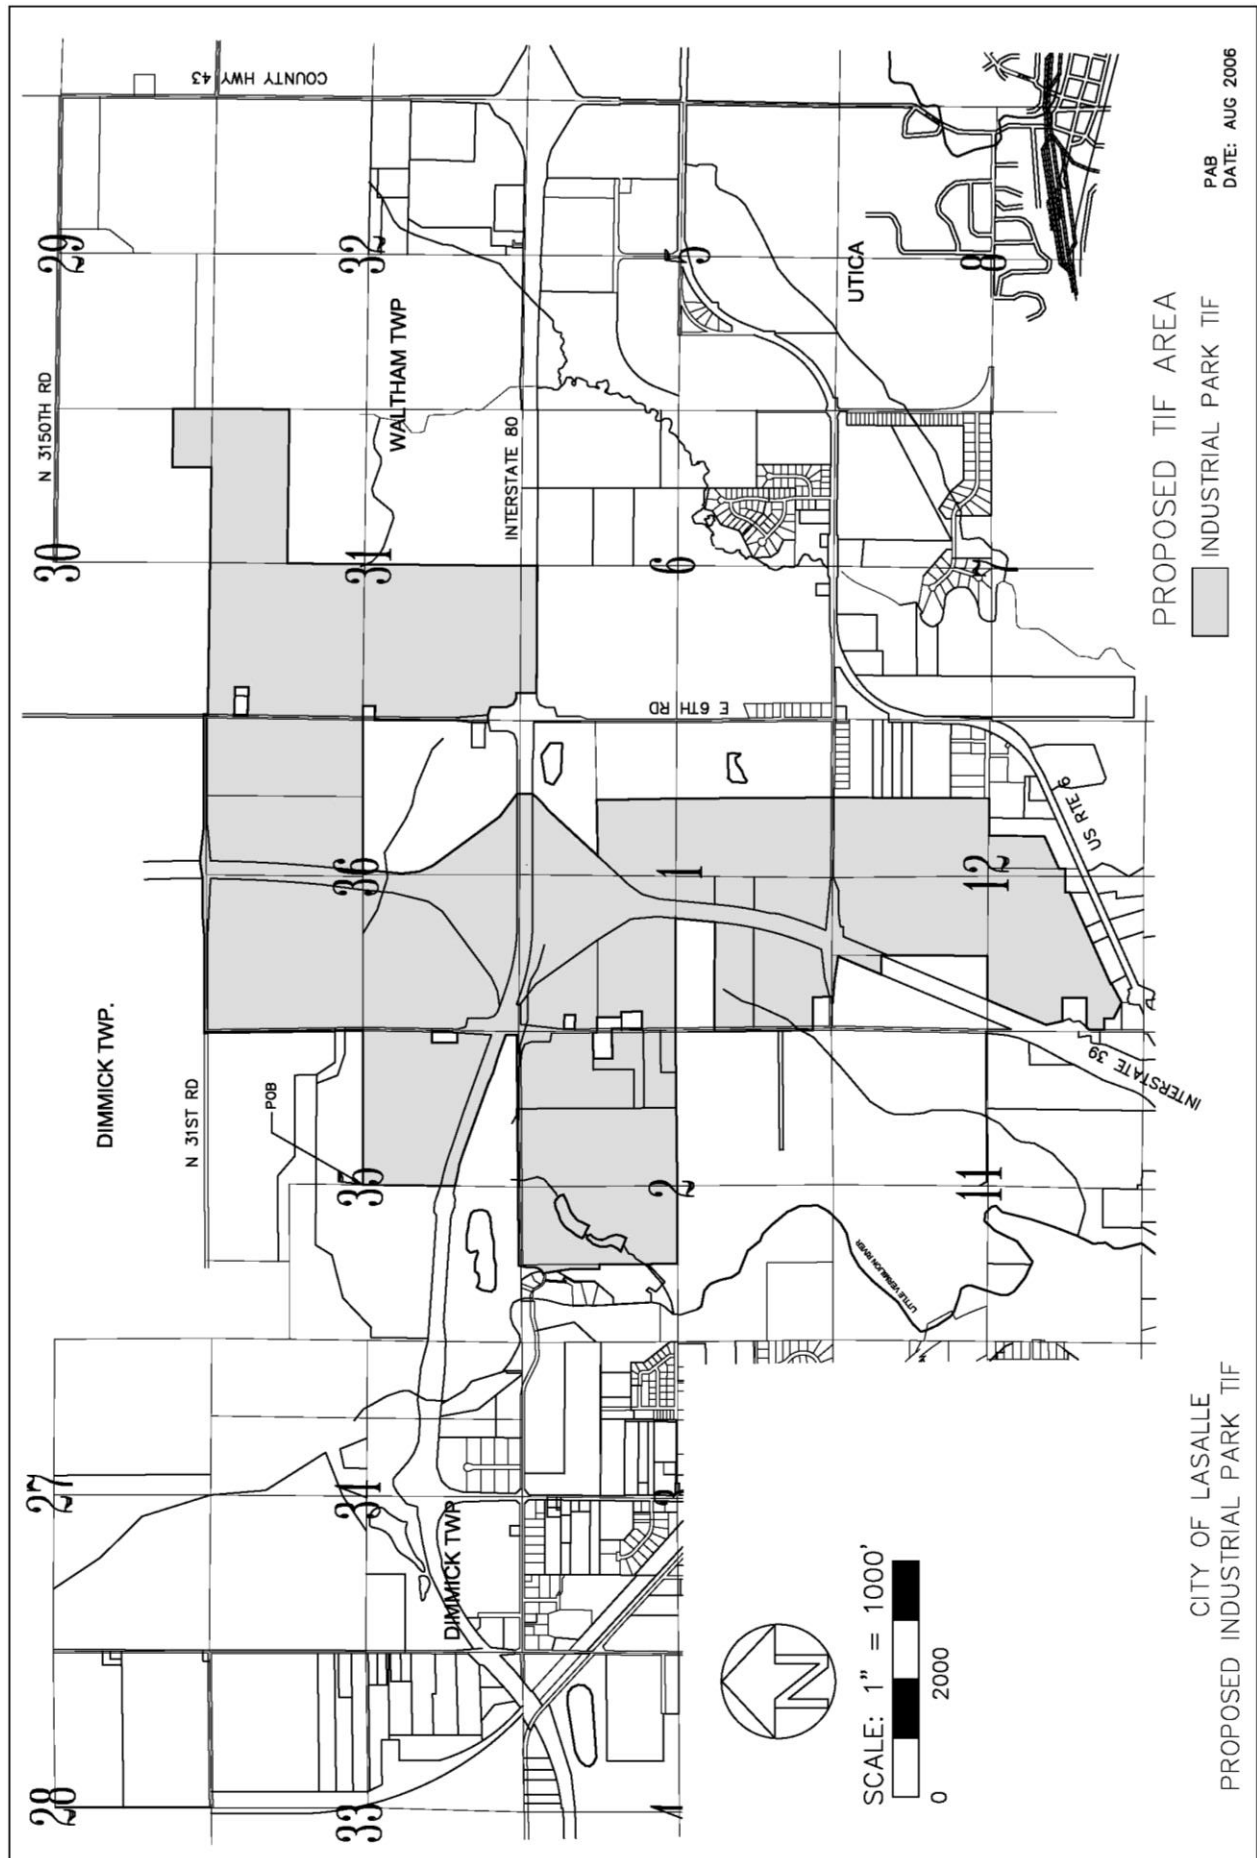 N 3150TH RD
28
27
30
29
DIMMICK TWP.
N 31ST RD
COUNTY HWY 43
POB
33
34
35
36
31
32
WALTHAM TWP
DIMMICK TWP
INTERSTATE 80
2
1
6
E 6TH RD
UTICA
LITTLE VERMILION RIVER
11
12
8
US RTE 6
INTERSTATE 39
N
SCALE: 1" = 1000'
0
2000
PROPOSED TIF AREA
INDUSTRIAL PARK TIF
CITY OF LASALLE
PROPOSED INDUSTRIAL PARK TIF
PAB
DATE: AUG 2006